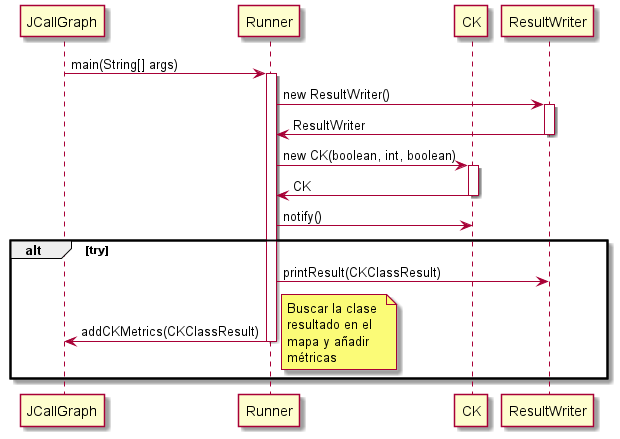 JCallGraph
Runner
CK
ResultWriter
main(String[] args)
new ResultWriter()
ResultWriter
new CK(boolean, int, boolean)
CK
notify()
alt
[try]
printResult(CKClassResult)
Buscar la clase
resultado en el
mapa y añadir
métricas
addCKMetrics(CKClassResult)
JCallGraph
Runner
CK
ResultWriter